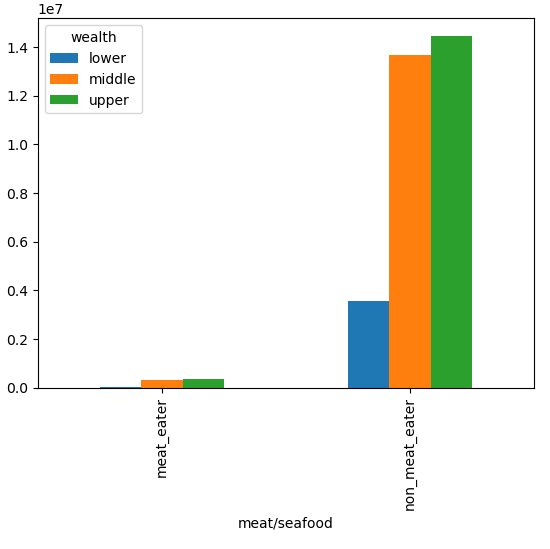 1e7
wealth
lower
middle
upper
1.4
1.2
1.0
0.8
0.6
0.4
0.2
0.0
meat_eater
non_meat_eater
meat/seafood